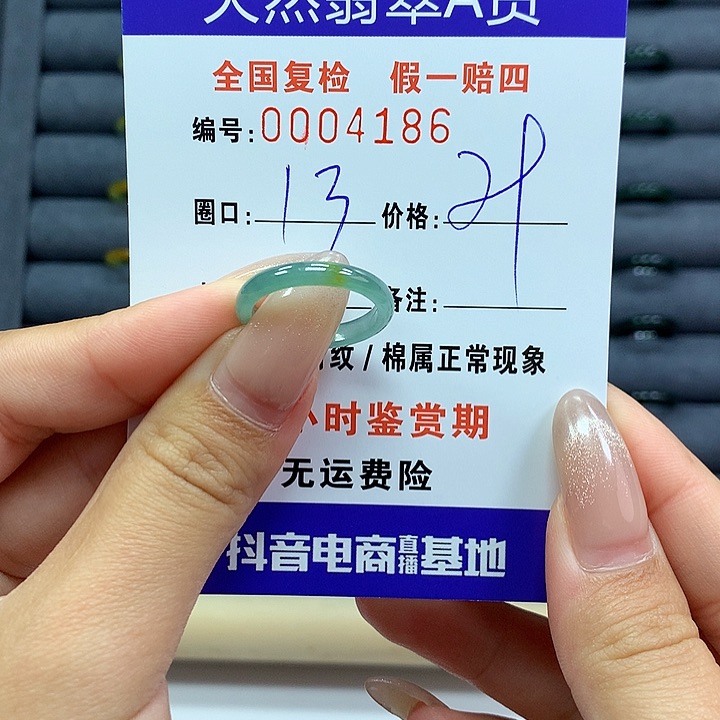 天然翡翠A货
全国复检 假一赔四
编号:0004186
圈口:13 价格:
备注:
纹/棉属正常现象
小时鉴赏期
无运费险
抖音电商直播基地